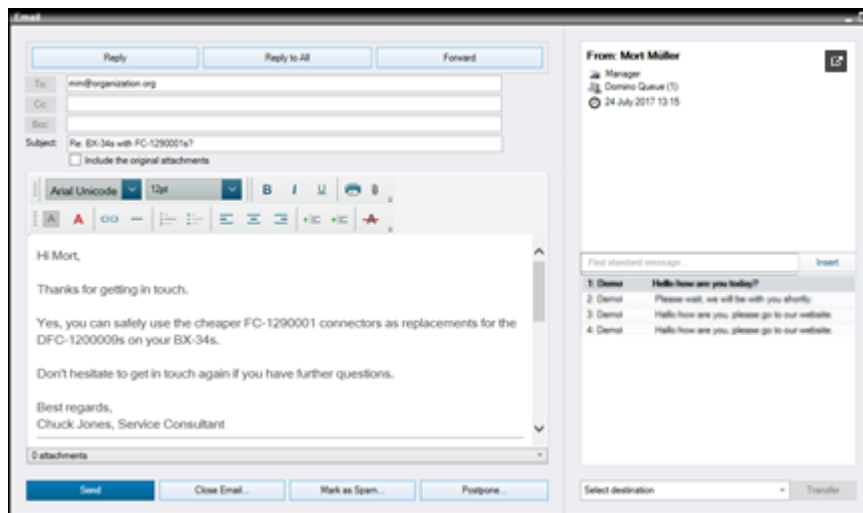 Email
Reply Reply to All Forward
To: mm@organization.org
Cc:
Bcc:
Subject: Re: BX-34s with FC-1290001s?
Include the original attachments
Arial Unicode 12pt B I U
A A A
Hi Mort,
Thanks for getting in touch.
Yes, you can safely use the cheaper FC-1290001 connectors as replacements for the
DFC-1200009s on your BX-34s.
Don't hesitate to get in touch again if you have further questions.
Best regards,
Chuck Jones, Service Consultant
0 attachments
Send Close Email... Mark as Spam... Postpone...
From: Mort Müller
Manager
Domino Queue (1)
24 July 2017 13:15
Find standard message... Insert
1: Demo! Hello how are you today?
2: Demo! Please wait, we will be with you shortly.
3: Demo! Hallo how are you, please go to our website.
4: Demo! Hallo how are you, please go to our website.
Select destination Transfer